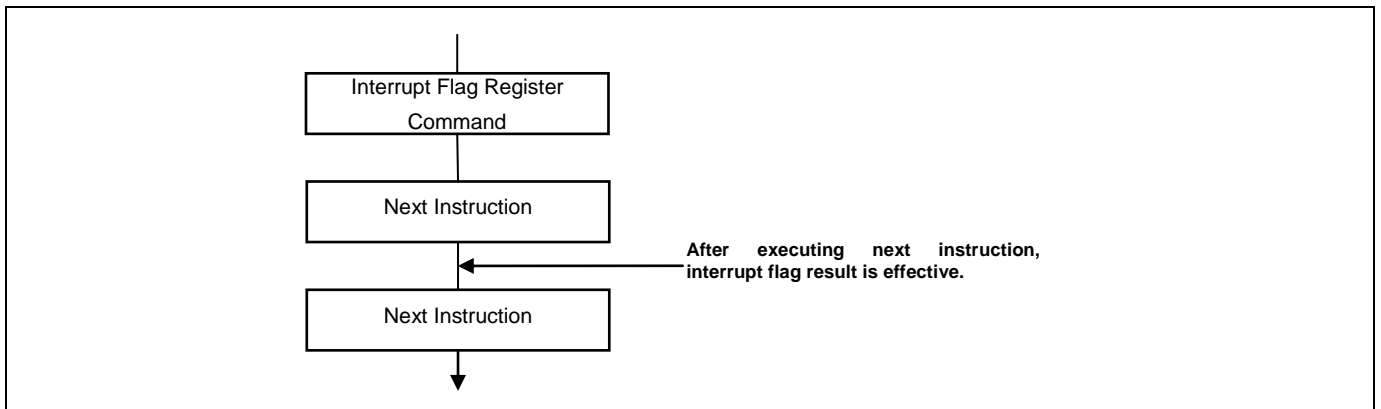 Interrupt Flag Register
Command
Next Instruction
After executing next instruction,
interrupt flag result is effective.
Next Instruction